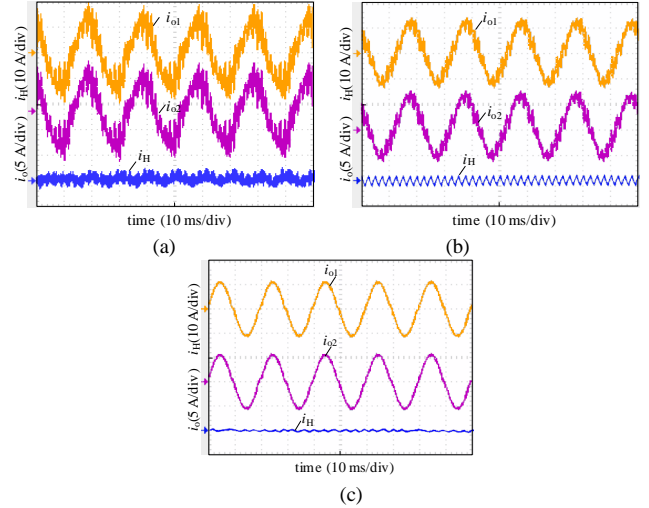 i_o1
i_o2
i_H
i_o(5 A/div) i_H(10 A/div)
time (10 ms/div)
(a)
i_o1
i_o2
i_H
i_o(5 A/div) i_H(10 A/div)
time (10 ms/div)
(b)
i_o1
i_o2
i_H
i_o(5 A/div) i_H(10 A/div)
time (10 ms/div)
(c)